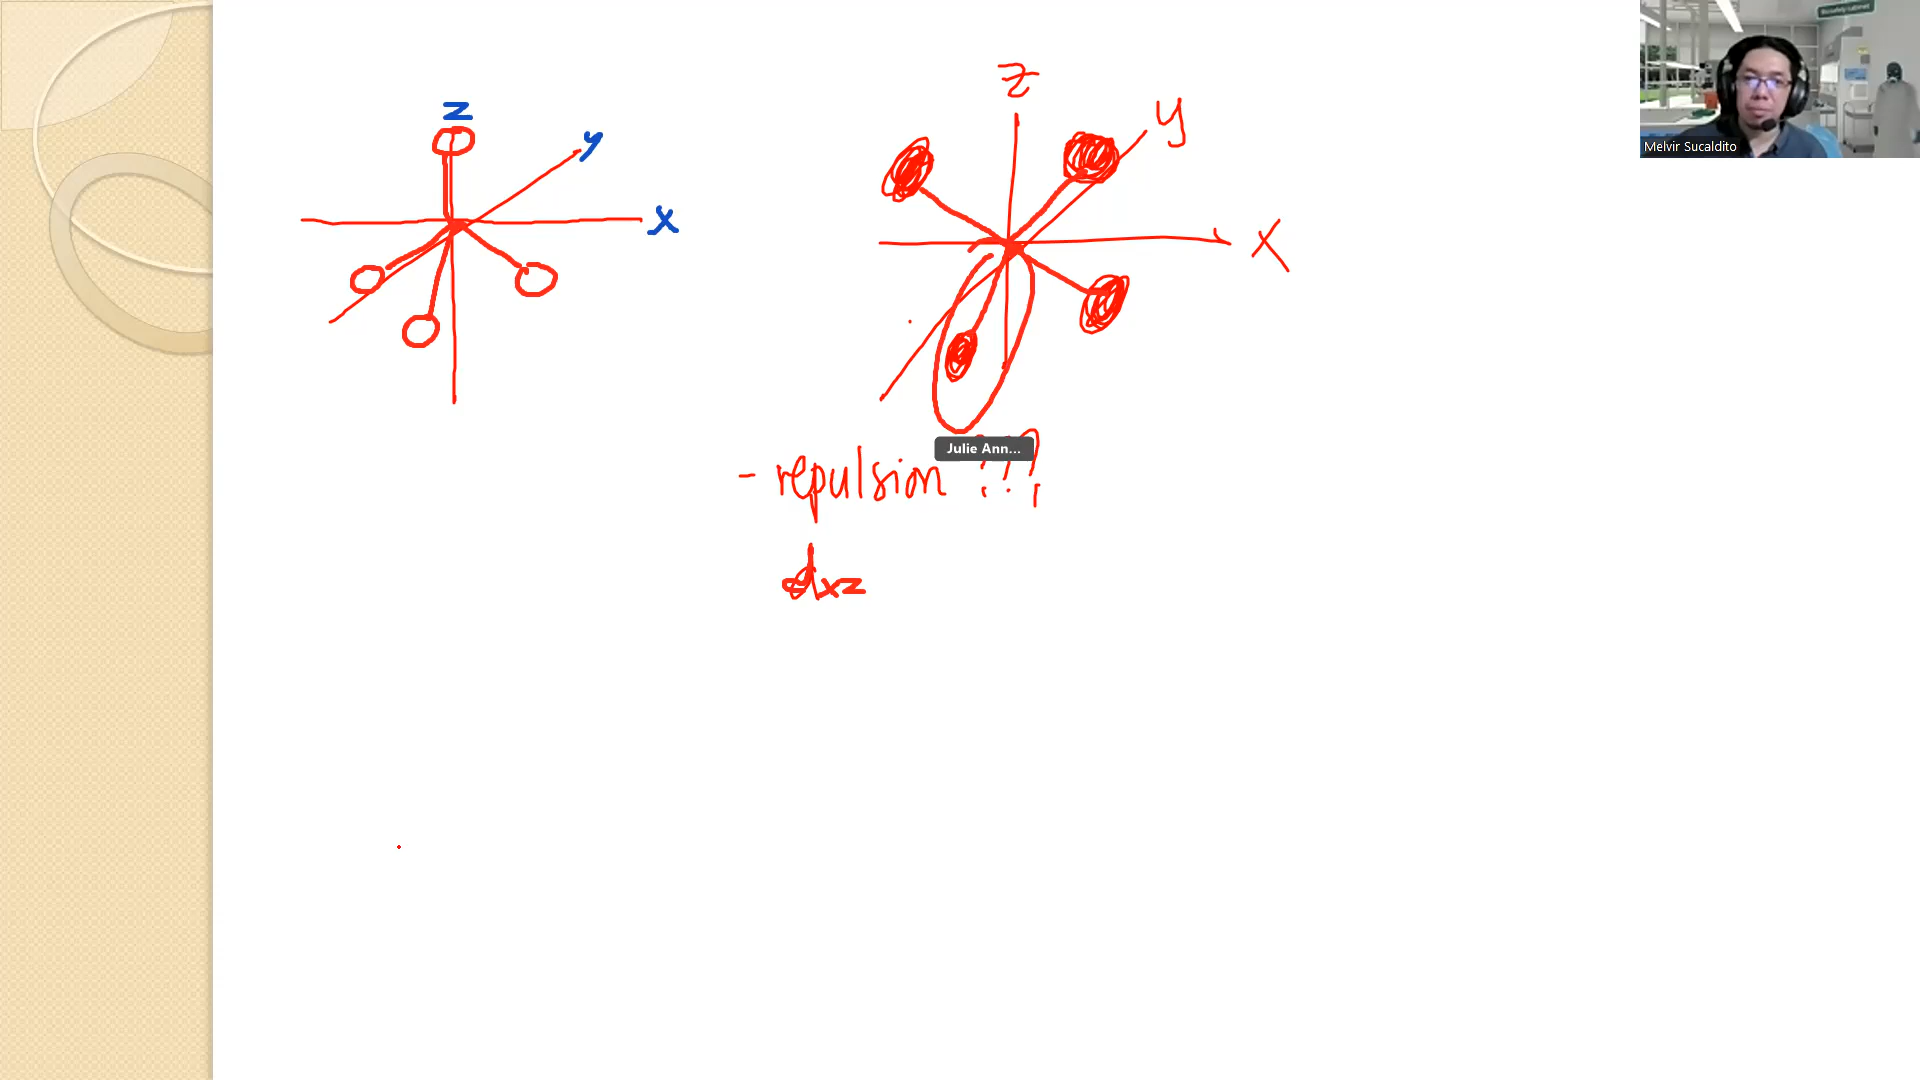 z
y
x
z
y
x
Julie Ann...
- repulsion !!?
dxz
Melvir Sucaldito